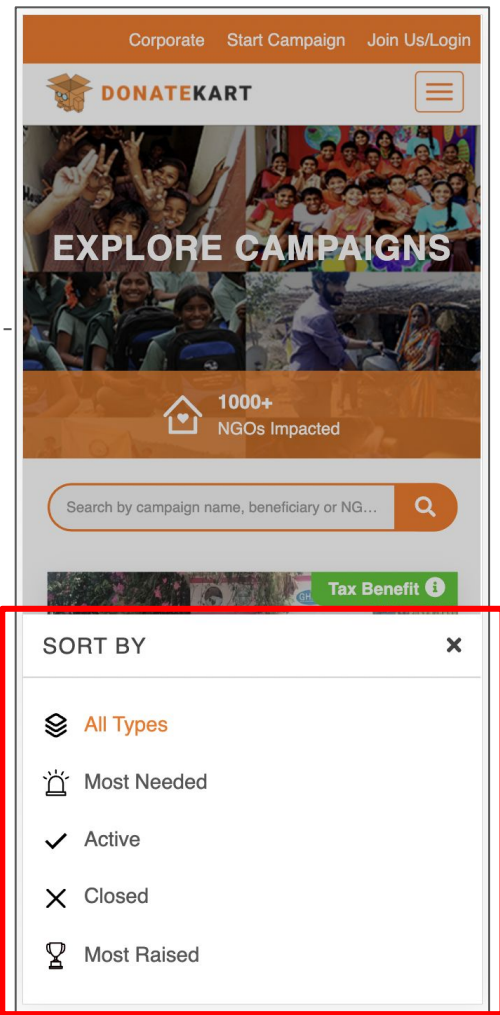 Corporate Start Campaign Join Us/Login
DONATEKART
EXPLORE CAMPAIGNS
1000+
NGOs Impacted
Search by campaign name, beneficiary or NG...
Tax Benefit
GH
SORT BY
All Types
Most Needed
Active
Closed
Most Raised